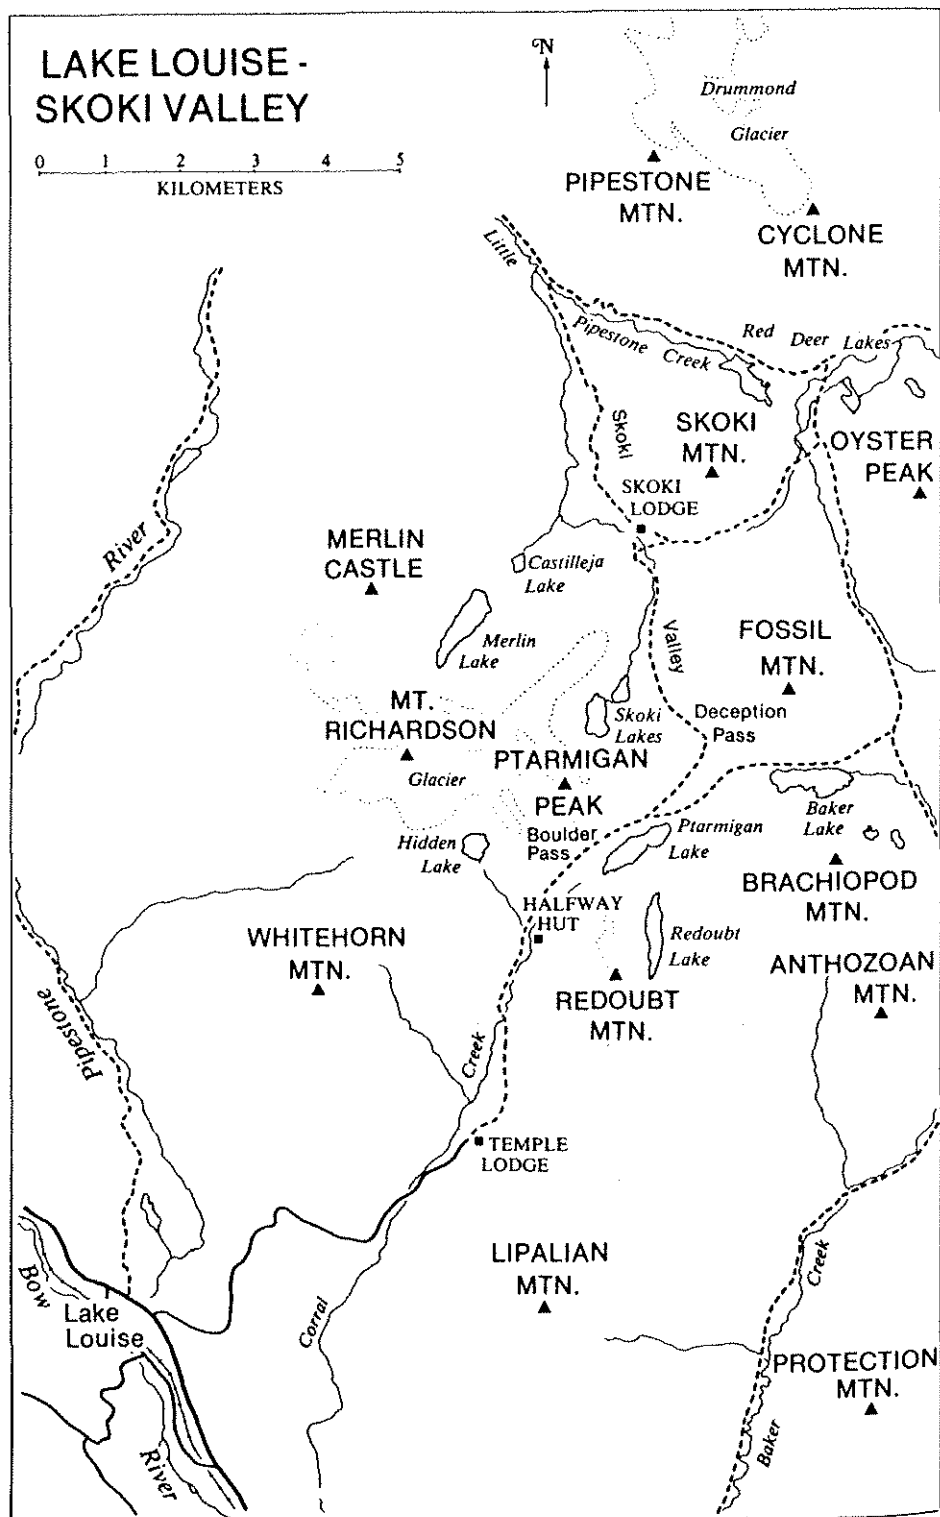 LAKE LOUISE -
SKOKI VALLEY
0 1 2 3 4 5
KILOMETERS
N
Drummond
Glacier
PIPESTONE
MTN.
CYCLONE
MTN.
Little
Pipestone Creek
Red Deer Lakes
Skoki
SKOKI
MTN.
OYSTER
PEAK
SKOKI
LODGE
River
MERLIN
CASTLE
Castilleja
Lake
Merlin
Lake
Valley
FOSSIL
MTN.
MT.
RICHARDSON
Glacier
Skoki
Lakes
Deception
Pass
PTARMIGAN
PEAK
Boulder
Pass
Hidden
Lake
Ptarmigan
Lake
Baker
Lake
BRACHIOPOD
MTN.
HALFWAY
HUT
WHITEHORN
MTN.
Redoubt
Lake
ANTHOZOAN
MTN.
REDOUBT
MTN.
Pipestone
Creek
TEMPLE
LODGE
LIPALIAN
MTN.
Creek
Bow
Lake
Louise
Corral
PROTECTION
MTN.
Baker
River